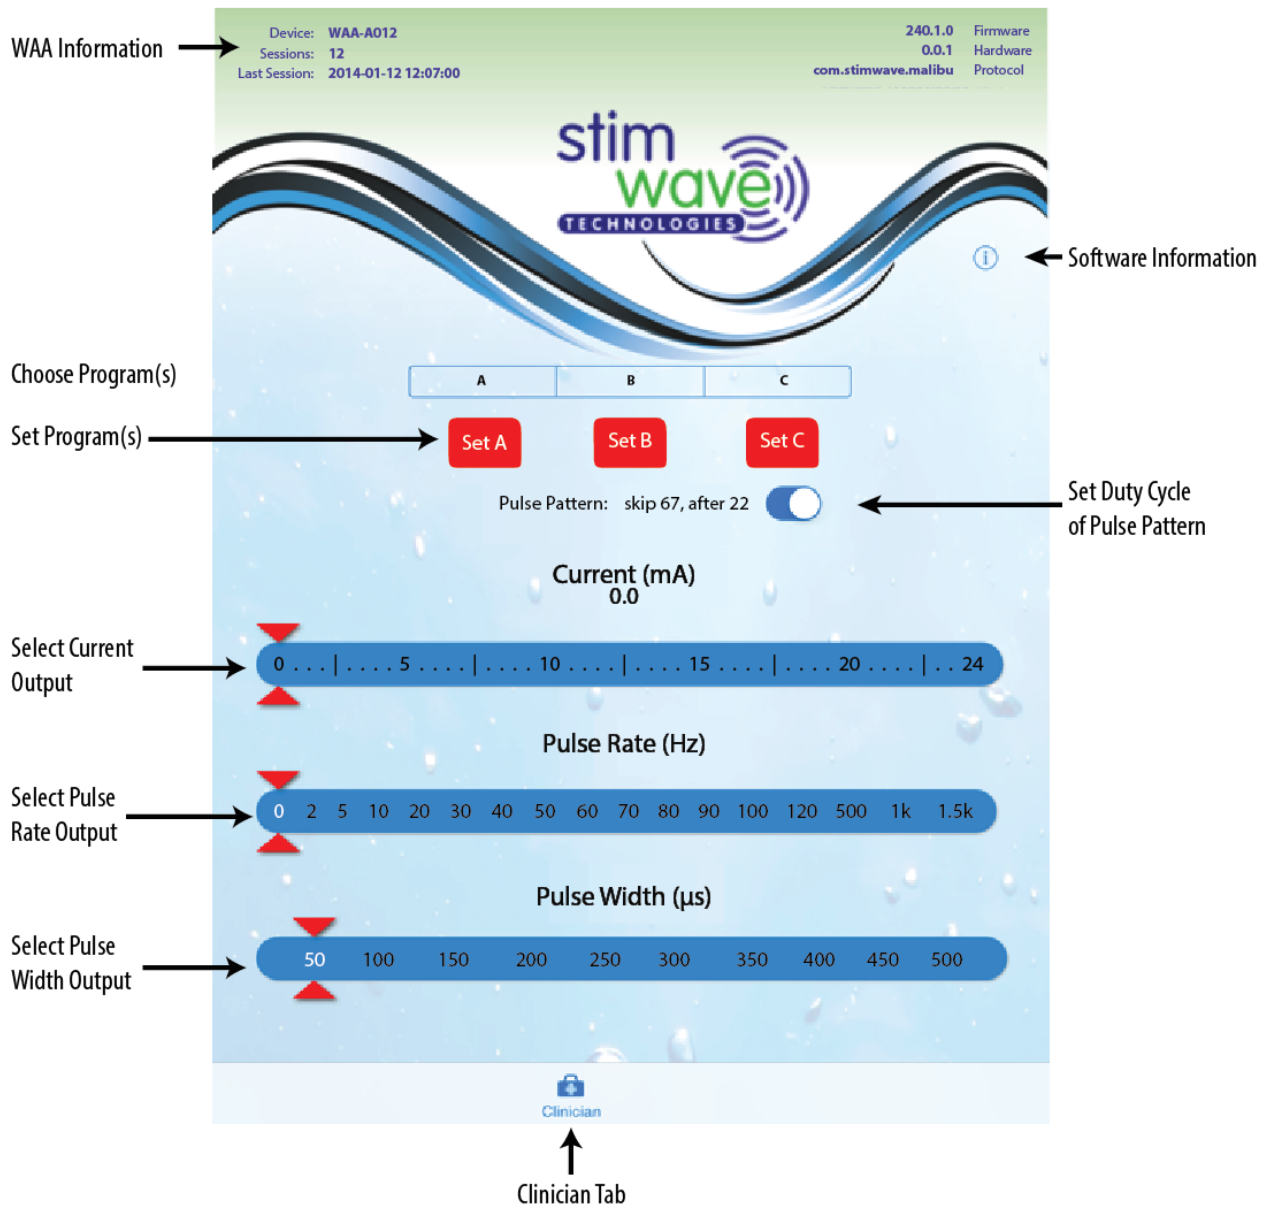 WAA Information
Device: WAA-A012
Sessions: 12
Last Session: 2014-01-12 12:07:00
240.1.0 Firmware
0.0.1 Hardware
com.stimwave.malibu Protocol
stim
wave
TECHNOLOGIES
i
Software Information
Choose Program(s)
A B C
Set Program(s)
Set A Set B Set C
Pulse Pattern: skip 67, after 22
Set Duty Cycle
of Pulse Pattern
Current (mA)
0.0
Select Current
Output
0 . . . | . . . . 5 . . . . | . . . . 10 . . . . | . . . . 15 . . . . | . . . . 20 . . . . | . . 24
Pulse Rate (Hz)
Select Pulse
Rate Output
0 2 5 10 20 30 40 50 60 70 80 90 100 120 500 1k 1.5k
Pulse Width (µs)
Select Pulse
Width Output
50 100 150 200 250 300 350 400 450 500
Clinician
Clinician Tab